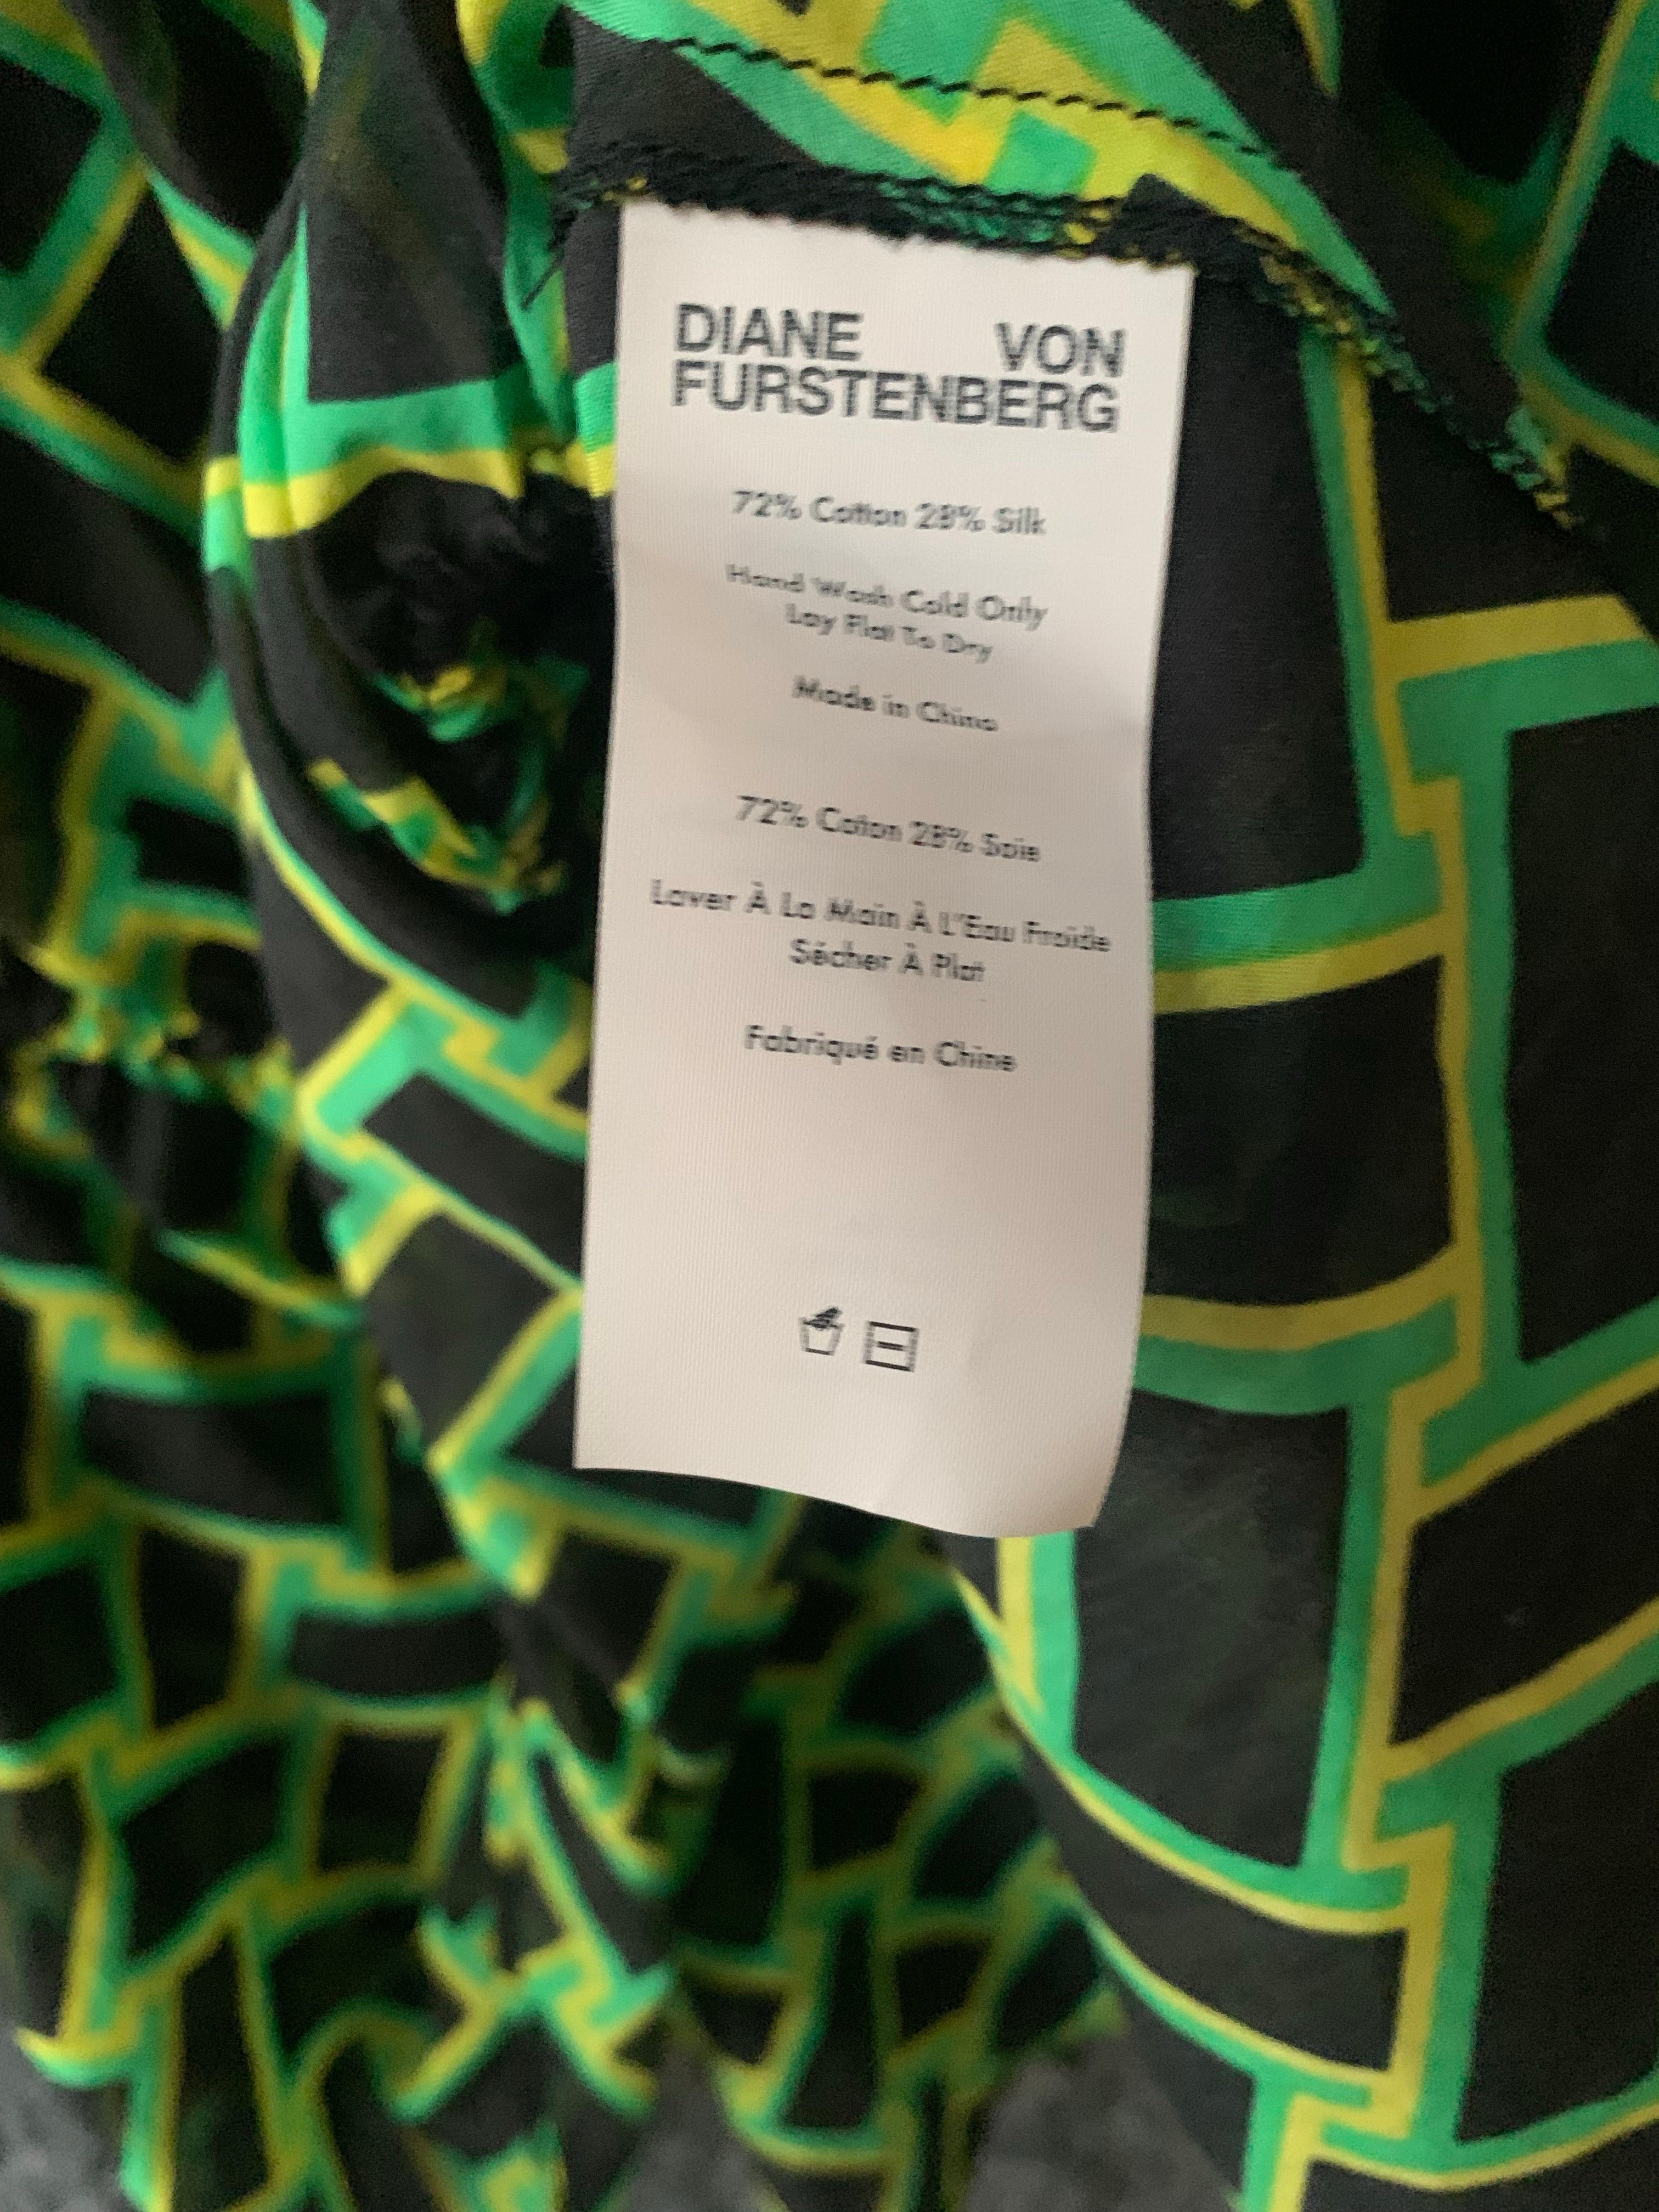 DIANE VON
FURSTENBERG
72% Cotton 28% Silk
Hand Wash Cold Only
Lay Flat To Dry
Made in China
72% Coton 28% Soie
Laver À La Main À L'Eau Froide
Sécher À Plat
Fabriqué en Chine